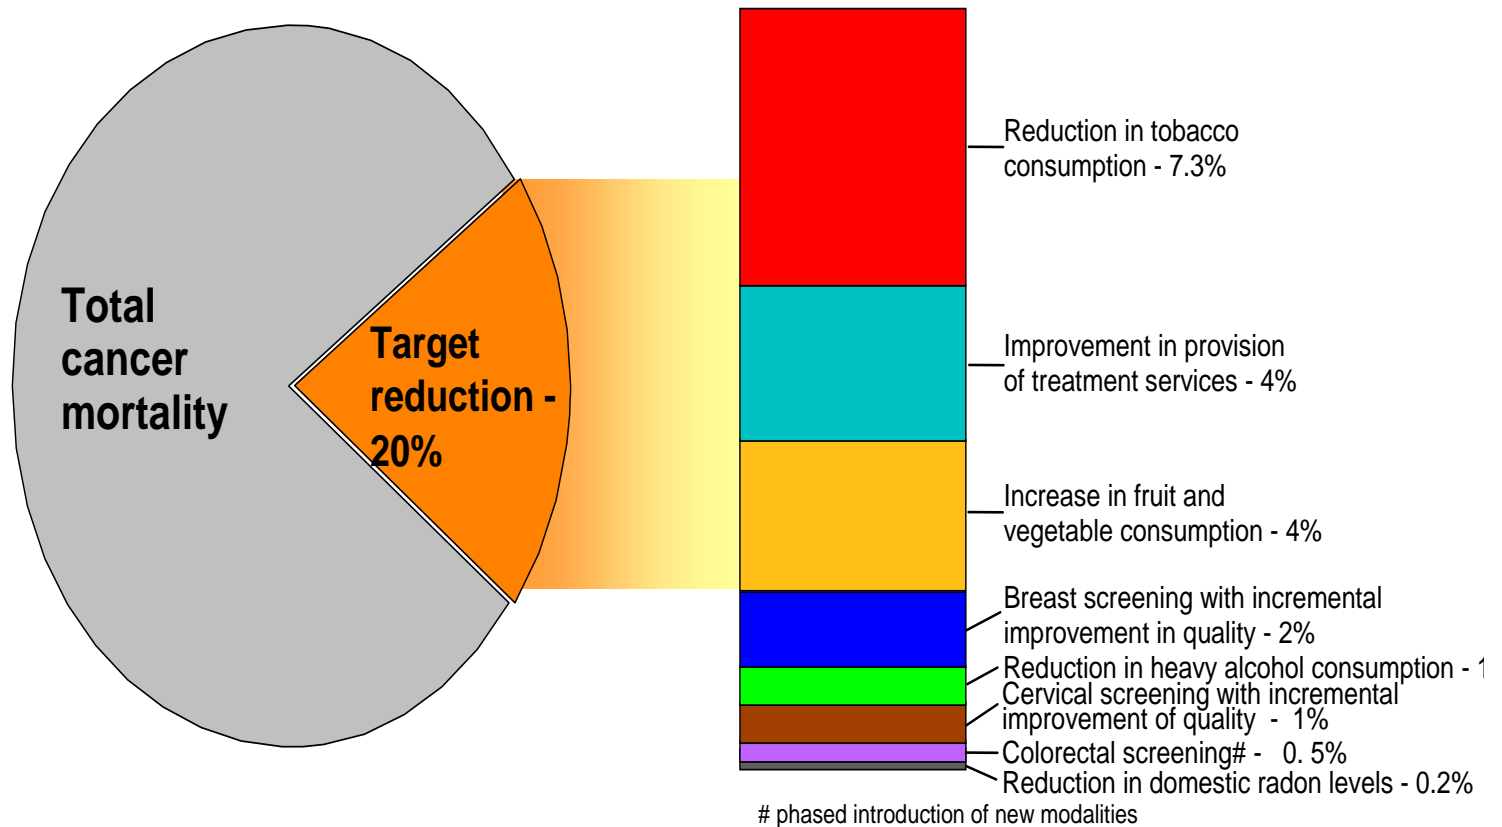 Total
cancer
mortality
Target
reduction -
20%
Reduction in tobacco
consumption - 7.3%
Improvement in provision
of treatment services - 4%
Increase in fruit and
vegetable consumption - 4%
Breast screening with incremental
improvement in quality - 2%
Reduction in heavy alcohol consumption - 1
Cervical screening with incremental
improvement of quality - 1%
Colorectal screening# - 0. 5%
Reduction in domestic radon levels - 0.2%
# phased introduction of new modalities